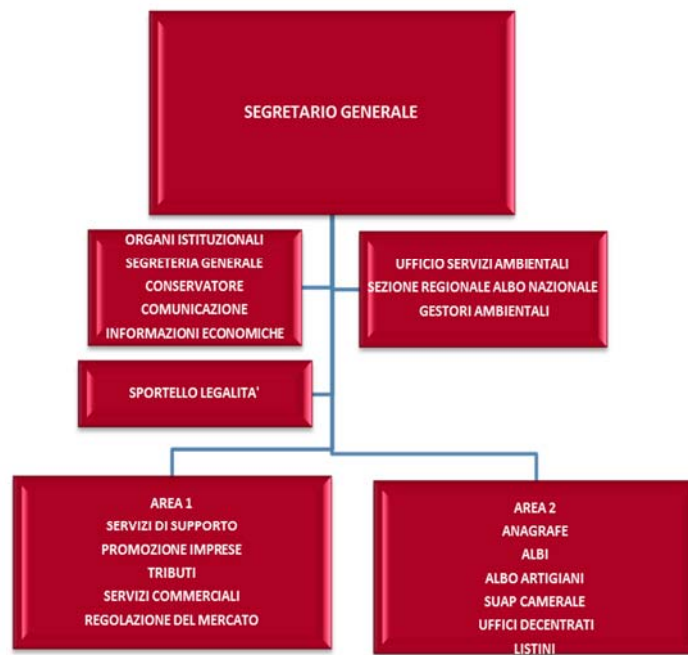 SEGRETARIO GENERALE
ORGANI ISTITUZIONALI
SEGRETERIA GENERALE
CONSERVATORE
COMUNICAZIONE
INFORMAZIONI ECONOMICHE
UFFICIO SERVIZI AMBIENTALI
SEZIONE REGIONALE ALBO NAZIONALE
GESTORI AMBIENTALI
SPORTELLO LEGALITA'
AREA 1
SERVIZI DI SUPPORTO
PROMOZIONE IMPRESE
TRIBUTI
SERVIZI COMMERCIALI
REGOLAZIONE DEL MERCATO
AREA 2
ANAGRAFE
ALBI
ALBO ARTIGIANI
SUAP CAMERALE
UFFICI DECENTRATI
LISTINI